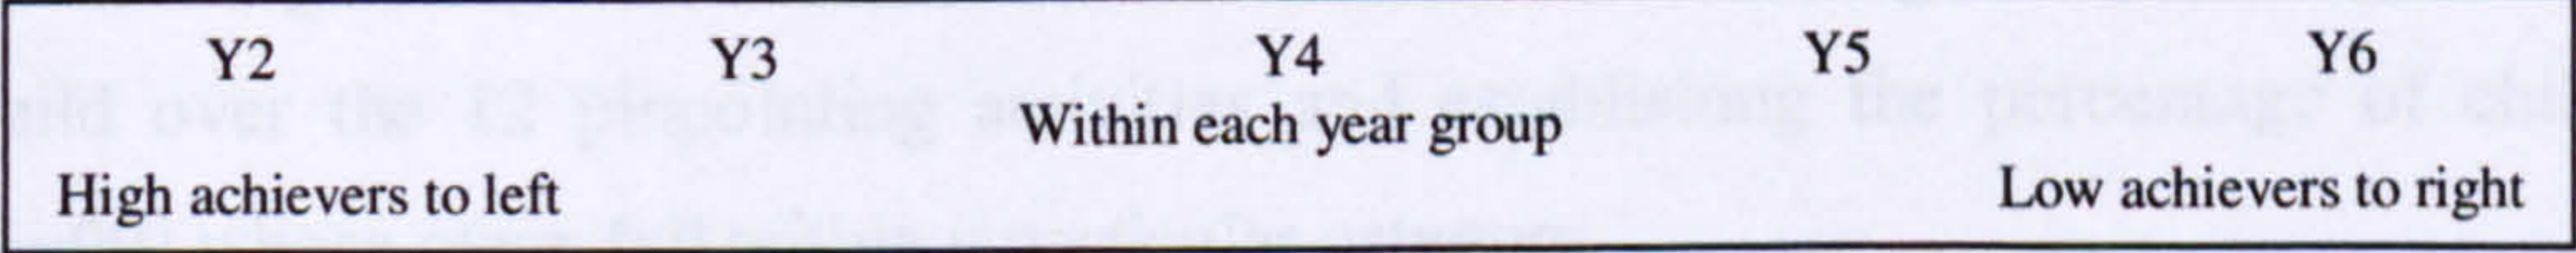 Y2 Y3 Y4 Y5 Y6
Within each year group
High achievers to left Low achievers to right